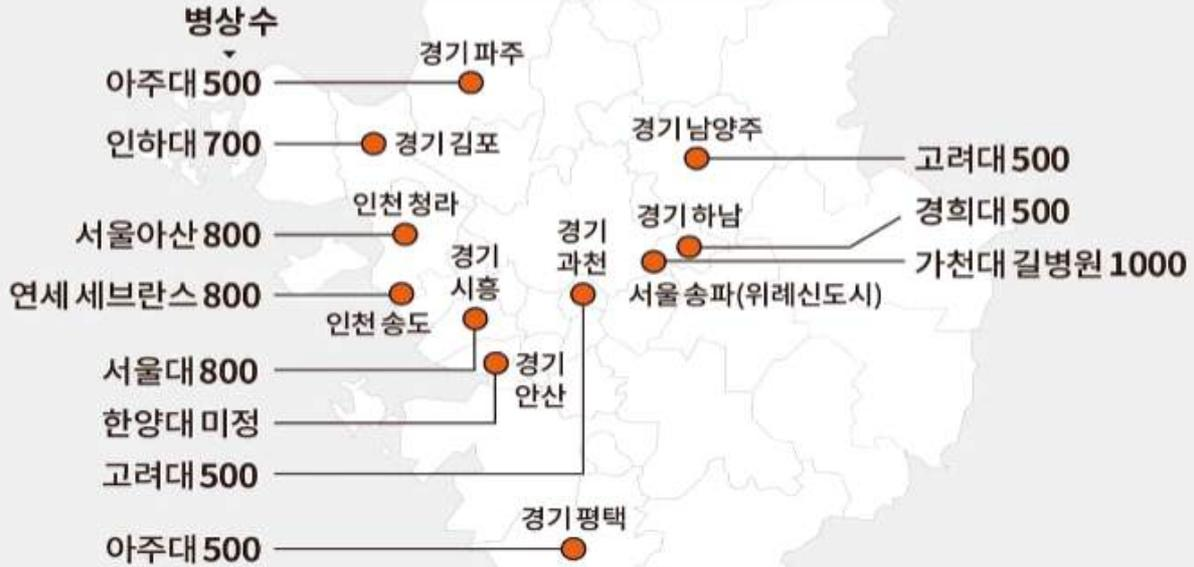 병상 수
경기 파주
아주대 500
인하대 700
경기 김포
경기 남양주
고려대 500
인천 청라
서울아산 800
경기 하남
경희대 500
경기
과천
가천대 길병원 1000
서울 송파(위례신도시)
경기
시흥
연세 세브란스 800
인천 송도
서울대 800
경기
안산
한양대 미정
고려대 500
경기 평택
아주대 500